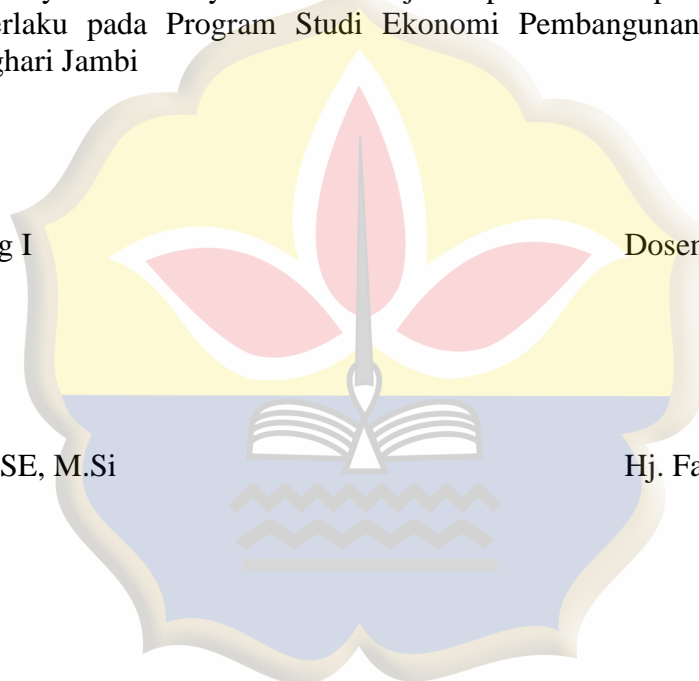 erlaku pada Program Studi Ekonomi Pembangunan
ghari Jambi
g I Dosen
SE, M.Si Hj. Fa